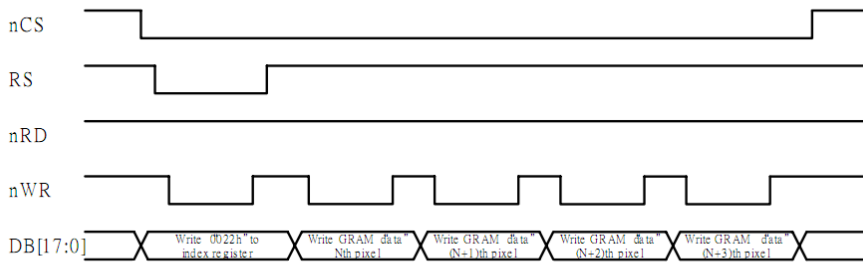 nCS
RS
nRD
nWR
DB[17:0]
Write "0022h" to
index register
Write GRAM "data"
Nth pixel
Write GRAM "data"
(N+1)th pixel
Write GRAM "data"
(N+2)th pixel
Write GRAM "data"
(N+3)th pixel